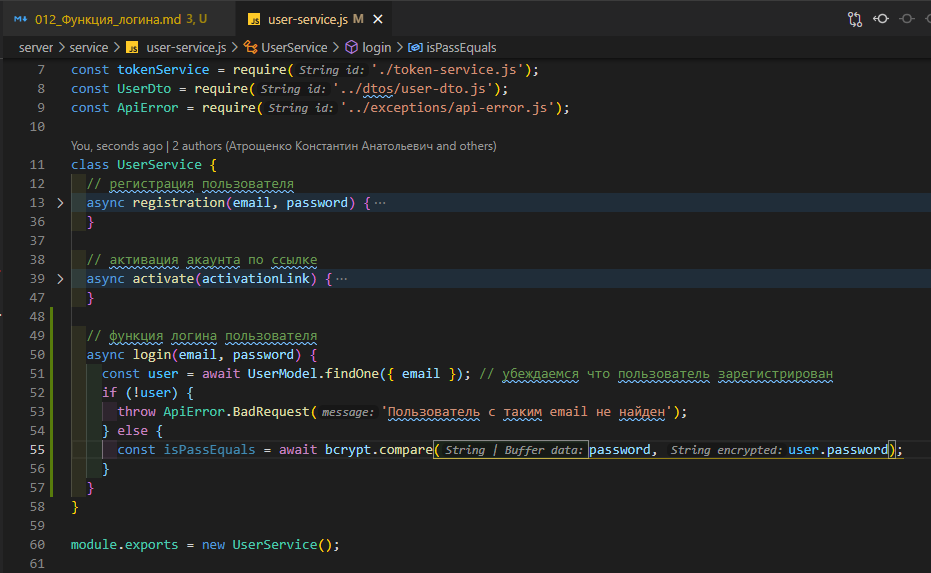 012_Функция_логина.md 3, U
JS user-service.js M
server > service > JS user-service.js > UserService > login > isPassEquals
7 const tokenService = require( String id: './token-service.js');
8 const UserDto = require( String id: '../dtos/user-dto.js');
9 const ApiError = require( String id: '../exceptions/api-error.js');
10
You, seconds ago | 2 authors (Атрощенко Константин Анатольевич and others)
11 class UserService {
12 // регистрация пользователя
13 async registration(email, password) { ···
36 }
37
38 // активация акаунта по ссылке
39 async activate(activationLink) { ···
47 }
48
49 // функция логина пользователя
50 async login(email, password) {
51 const user = await UserModel.findOne({ email }); // убеждаемся что пользователь зарегистрирован
52 if (!user) {
53 throw ApiError.BadRequest( message: 'Пользователь с таким email не найден');
54 } else {
55 const isPassEquals = await bcrypt.compare( String | Buffer data: password, String encrypted: user.password);
56 }
57 }
58 }
59
60 module.exports = new UserService();
61